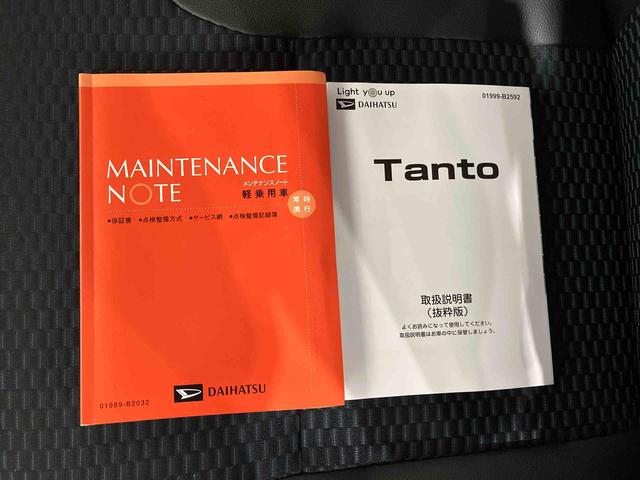 MAINTENANCE
NOTE
メンテナンスノート
軽乗用車
常時
携行
●保証書 ●点検整備方式 ●サービス網 ●点検整備記録簿
DAIHATSU
01989-B2032
Light you up
DAIHATSU
01999-B2592
Tanto
取扱説明書
（抜粋版）
よくお読みになって使用してください。
取扱説明書はお車の中に保管しましょう。